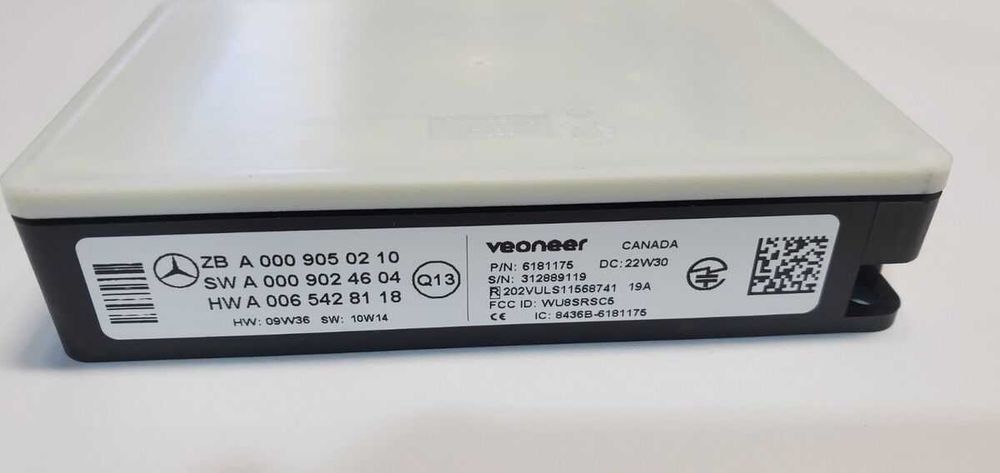 ZB A 000 905 02 10
SW A 000 902 46 04
HW A 006 542 81 18
HW: 09W36 SW: 10W14
Q13
veoneer CANADA
P/N: 6181175 DC: 22W30
S/N: 312889119
R 202VULS11568741 19A
FCC ID: WU8SRSC5
CE IC: 8436B-6181175